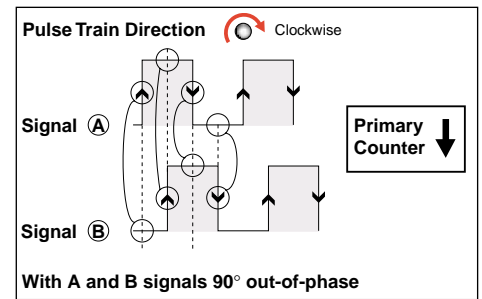 Pulse Train Direction Clockwise
Signal A
Primary
Counter
Signal B
With A and B signals 90° out-of-phase